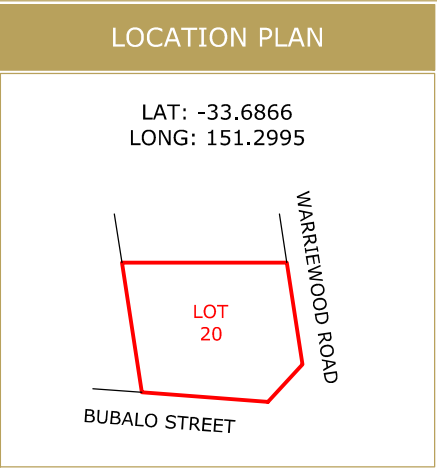 LOCATION PLAN
LAT: -33.6866
LONG: 151.2995
WARRIEWOOD ROAD
LOT
20
BUBALO STREET